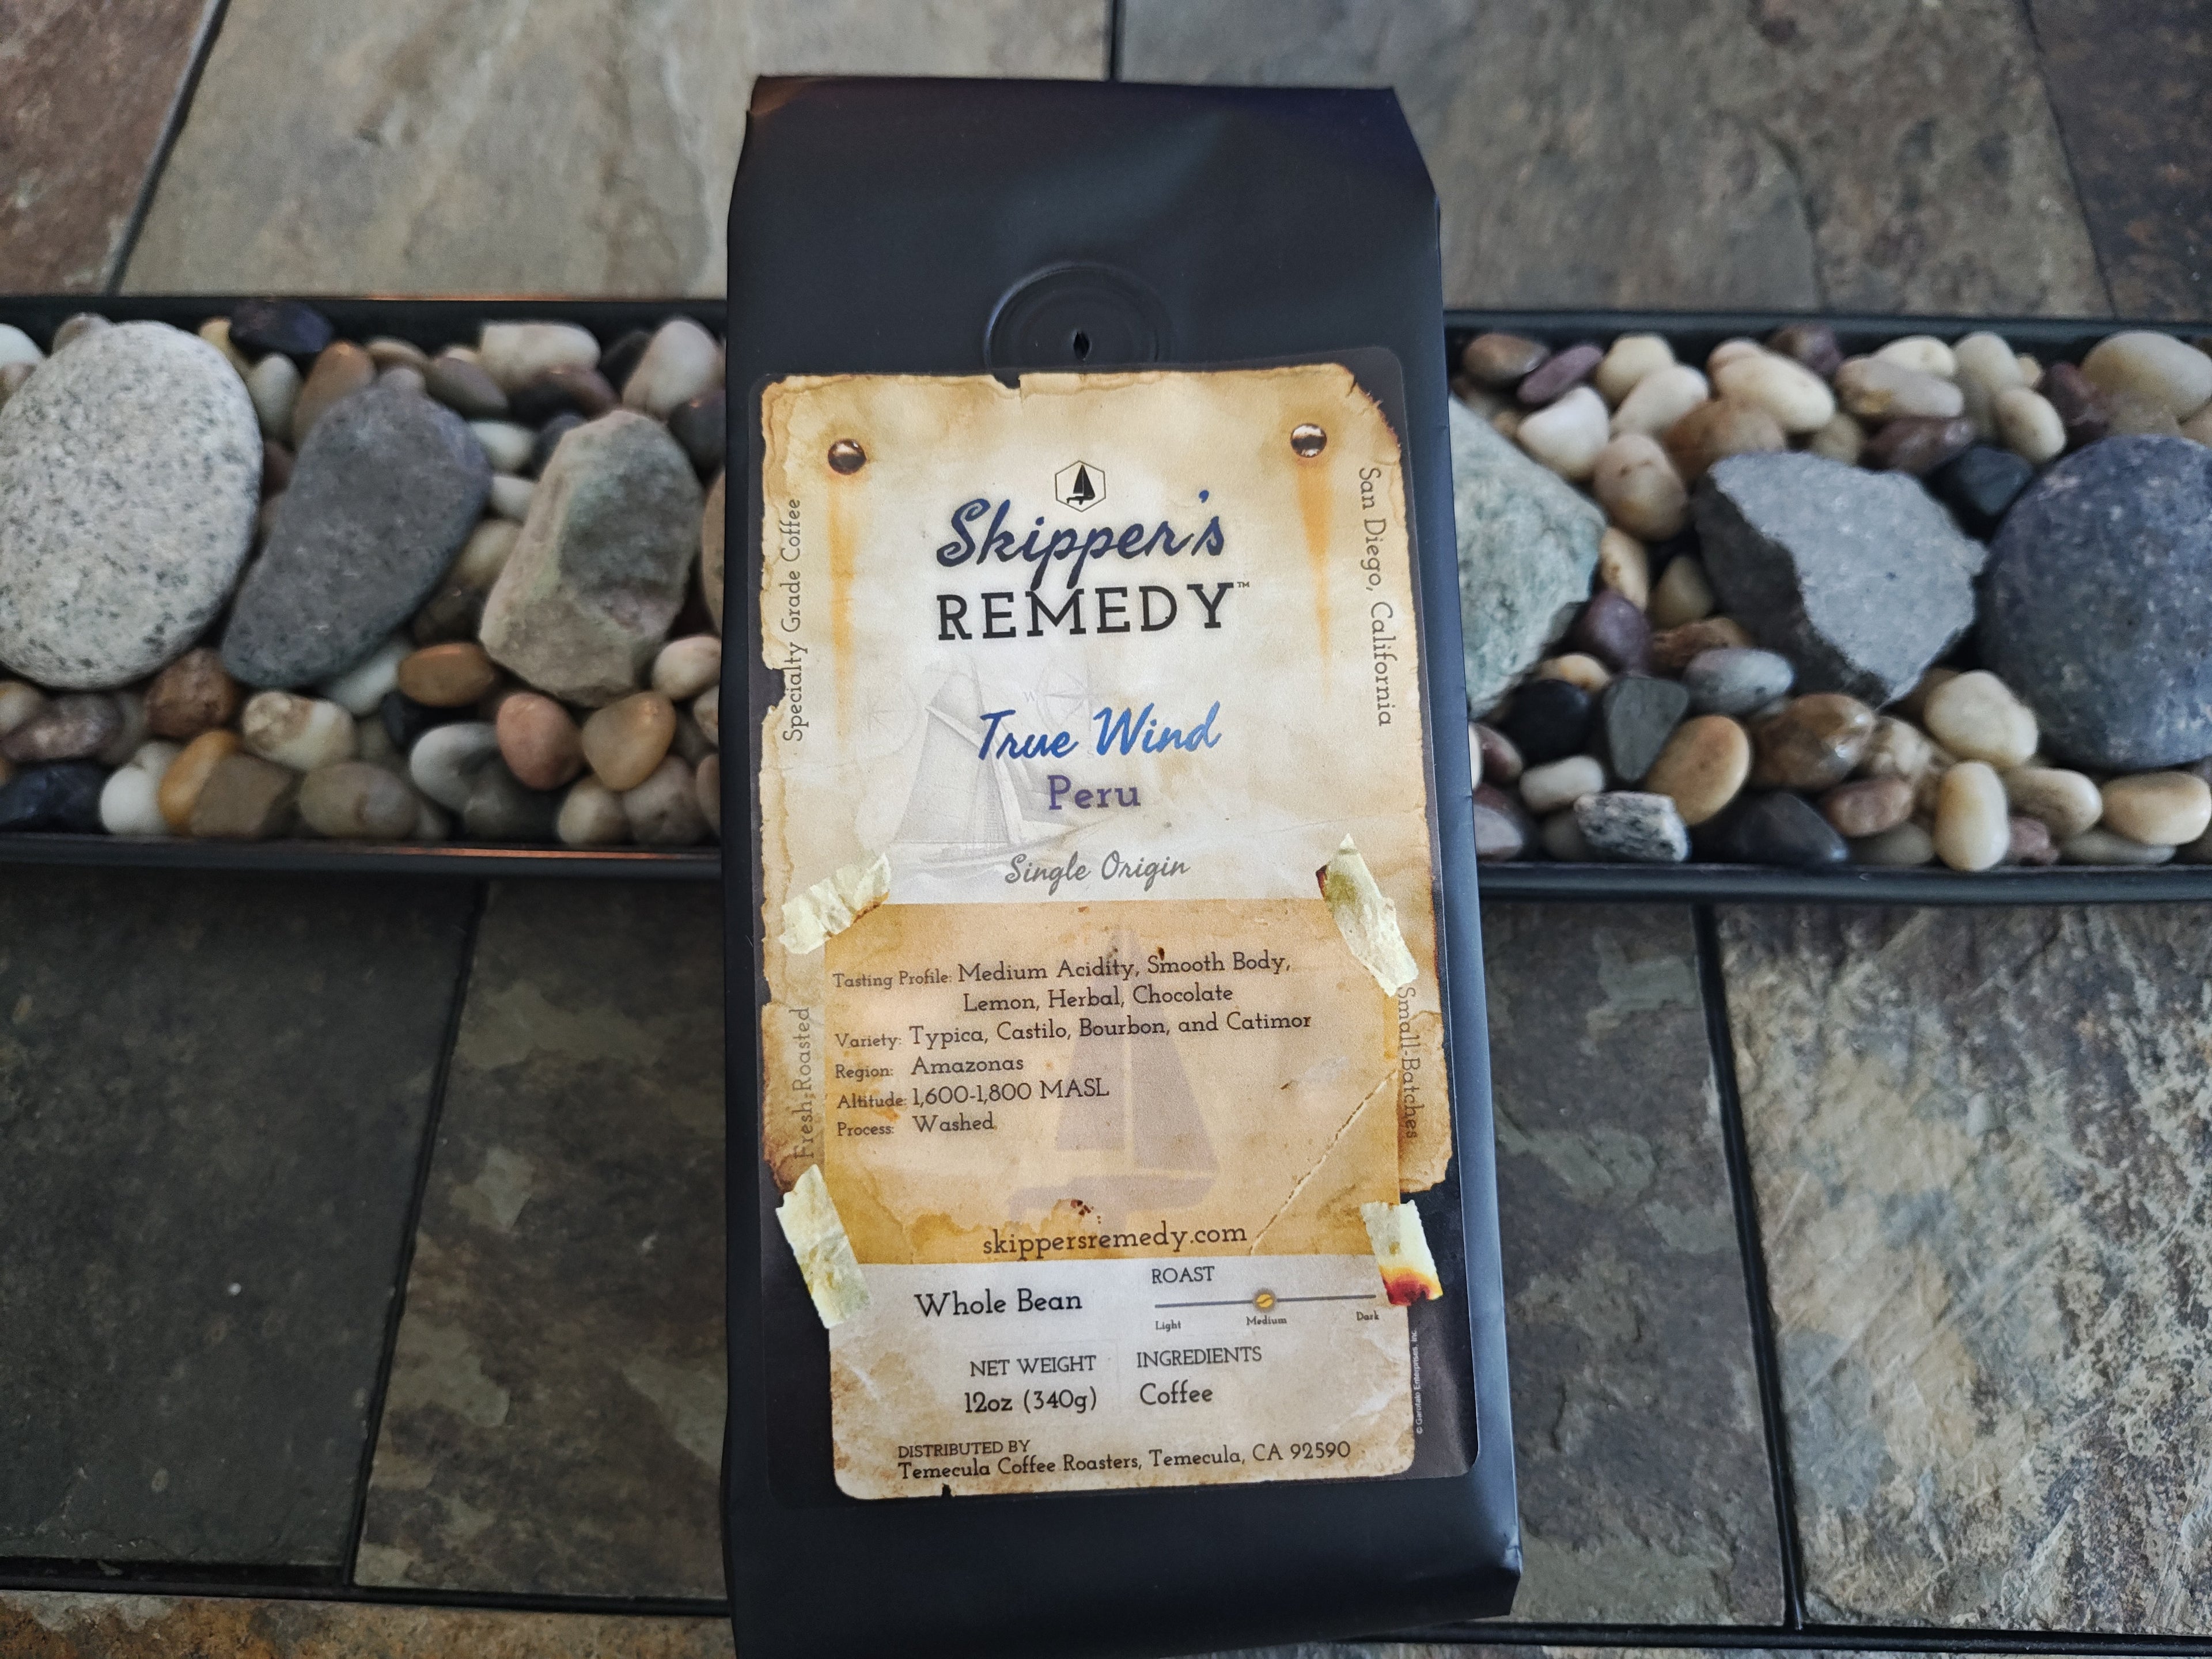 Skipper's
REMEDY™
Specialty Grade Coffee
San Diego, California
True Wind
Peru
Single Origin
Tasting Profile: Medium Acidity, Smooth Body,
Lemon, Herbal, Chocolate
Variety: Typica, Castilo, Bourbon, and Catimor
Region: Amazonas
Altitude: 1,600-1,800 MASL
Process: Washed
Fresh-Roasted
Small-Batches
skippersremedy.com
Whole Bean
ROAST
Light Medium Dark
NET WEIGHT
12oz (340g)
INGREDIENTS
Coffee
DISTRIBUTED BY
Temecula Coffee Roasters, Temecula, CA 92590
© Garofalo Enterprises, Inc.